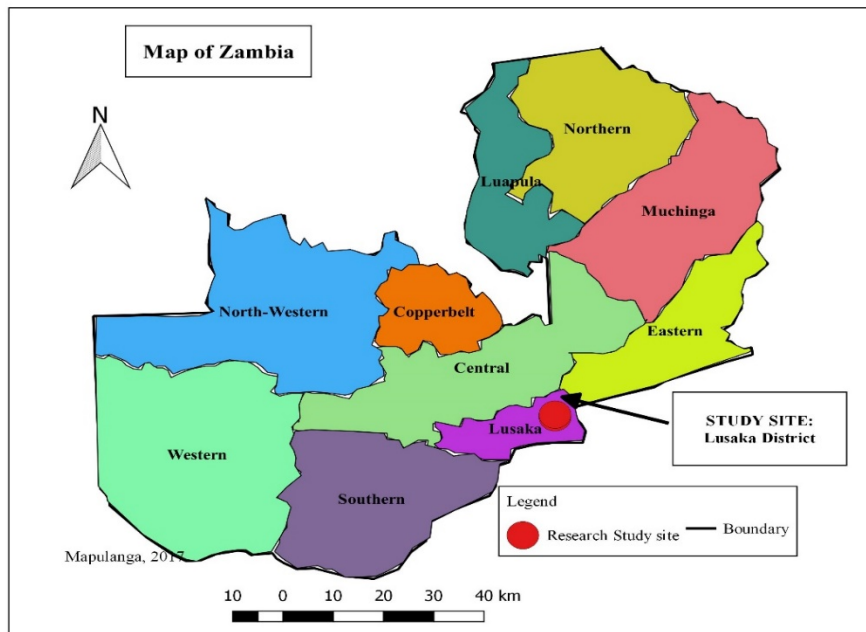 Map of Zambia
N
Northern
Luapula
Muchinga
North-Western
Copperbelt
Eastern
Central
STUDY SITE:
Lusaka District
Lusaka
Western
Southern
Legend
Research Study site
Boundary
Mapulanga, 2017
10 0 10 20 30 40 km